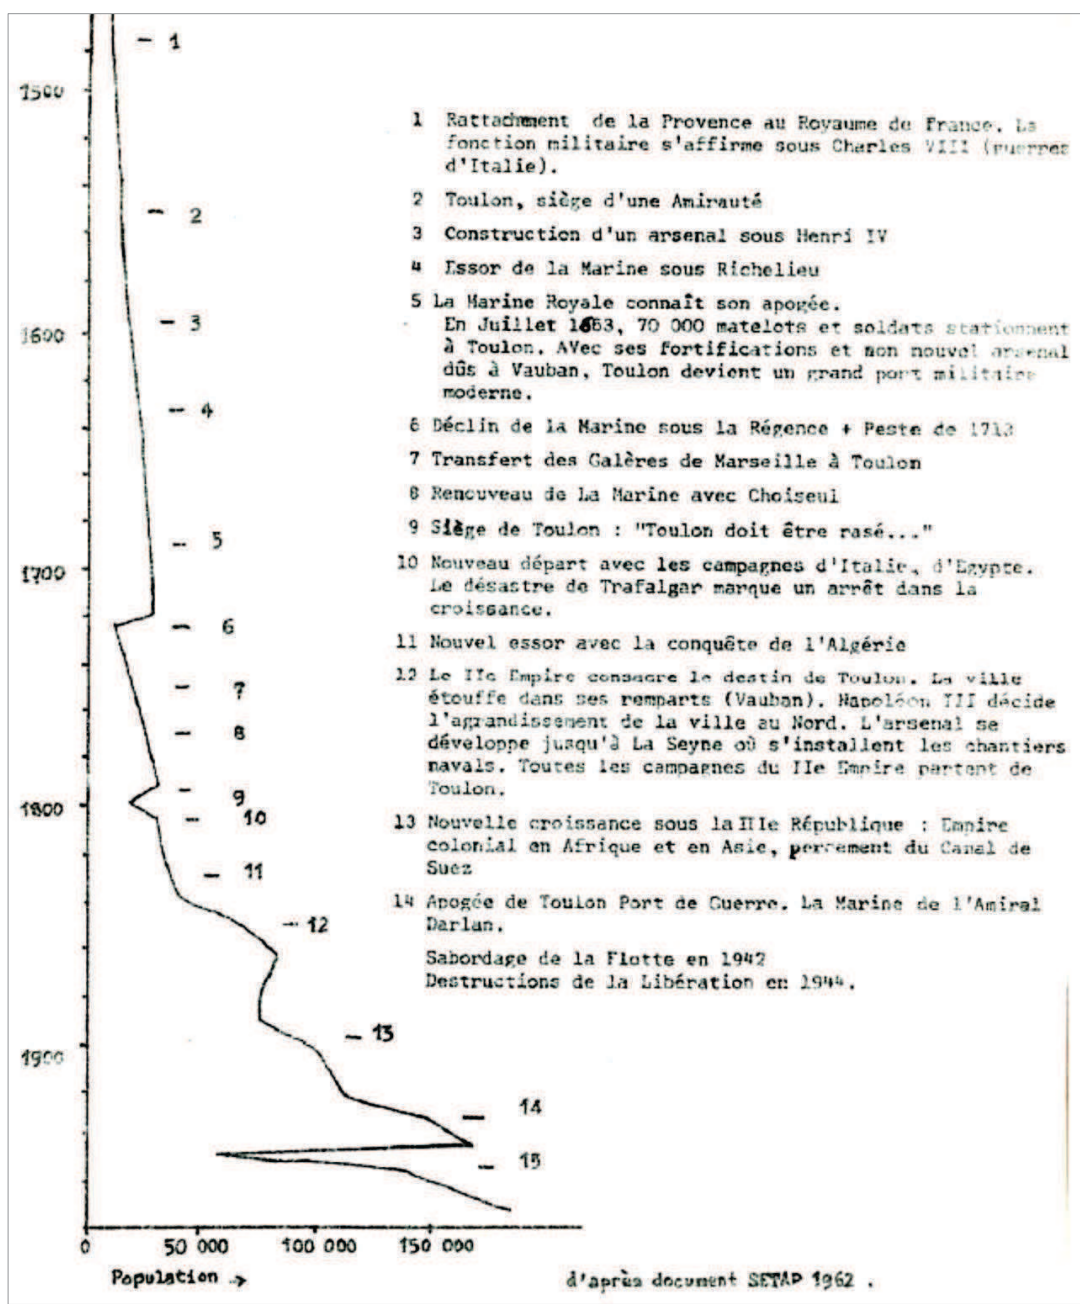 1
1500
1 Rattachment de la Provence au Royaume de France. La
fonction militaire s'affirme sous Charles VIII (guerres
d'Italie).
2
2 Toulon, siège d'une Amirauté
3 Construction d'un arsenal sous Henri IV
4 Essor de la Marine sous Richelieu
5 La Marine Royale connaît son apogée.
3
1600
En Juillet 1653, 70 000 matelots et soldats stationnent
à Toulon. AVec ses fortifications et son nouvel arsenal
dûs à Vauban, Toulon devient un grand port militaire
moderne.
4
6 Déclin de la Marine sous la Régence + Peste de
7 Transfert des Galères de Marseille à Toulon
8 Renouveau de La Marine avec Choiseul
5
9 Siège de Toulon : "Toulon doit être rasé..."
1700
10 Nouveau départ avec les campagnes d'Italie, d'Egypte.
Le désastre de Trafalgar marque un arrêt dans la
croissance.
6
11 Nouvel essor avec la conquête de l'Algérie
7
12 Le IIe Empire consacre le destin de Toulon. La ville
étouffe dans ses remparts (Vauban). Napoléon III décide
l'agrandissement de la ville au Nord. L'arsenal se
8
développe jusqu'à La Seyne où s'installent les chantiers
navals. Toutes les campagnes du IIe Empire partent de
Toulon.
9
1800
10
13 Nouvelle croissance sous la IIIe République : Empire
colonial en Afrique et en Asie, percement du Canal de
Suez
11
14 Apogée de Toulon Port de Guerre. La Marine de l'Amiral
Darlan.
12
Sabordage de la Flotte en 1942
Destructions de la Libération en 1944.
13
1900
14
15
0 50 000 100 000 150 000
Population →
d'après document SETAP 1962 .